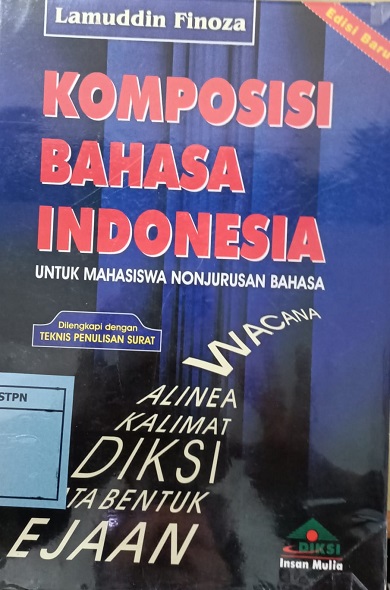 Lamuddin Finoza
Edisi Baru
KOMPOSISI
BAHASA
INDONESIA
UNTUK MAHASISWA NONJURUSAN BAHASA
Dilengkapi dengan
TEKNIS PENULISAN SURAT
WACANA
ALINEA
KALIMAT
DIKSI
BENTUK
EJAAN
STPN
DIKSI
Insan Mulia